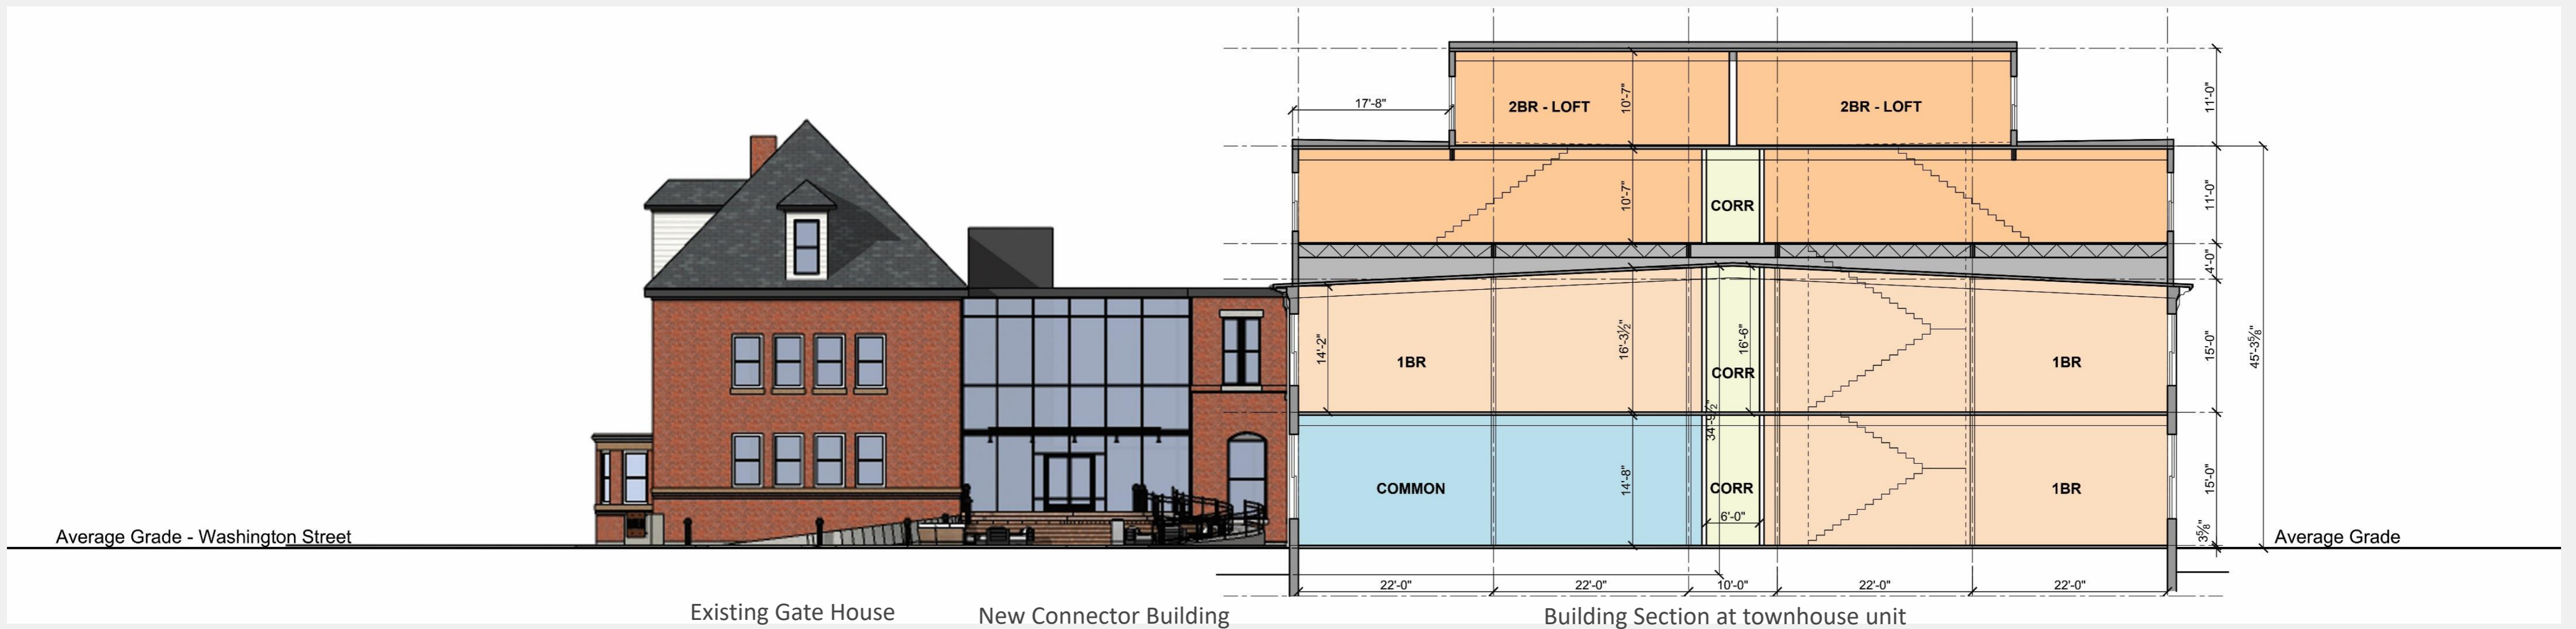 17'-8"
2BR - LOFT
10'-7"
2BR - LOFT
11'-0"
10'-7"
CORR
11'-0"
4'-0"
14'-2"
1BR
16'-3½"
16'-6"
CORR
1BR
15'-0"
45'-3⅝"
34'-9½"
COMMON
14'-8"
CORR
6'-0"
1BR
15'-0"
3⅝"
Average Grade - Washington Street
Average Grade
22'-0"
22'-0"
10'-0"
22'-0"
22'-0"
Existing Gate House
New Connector Building
Building Section at townhouse unit